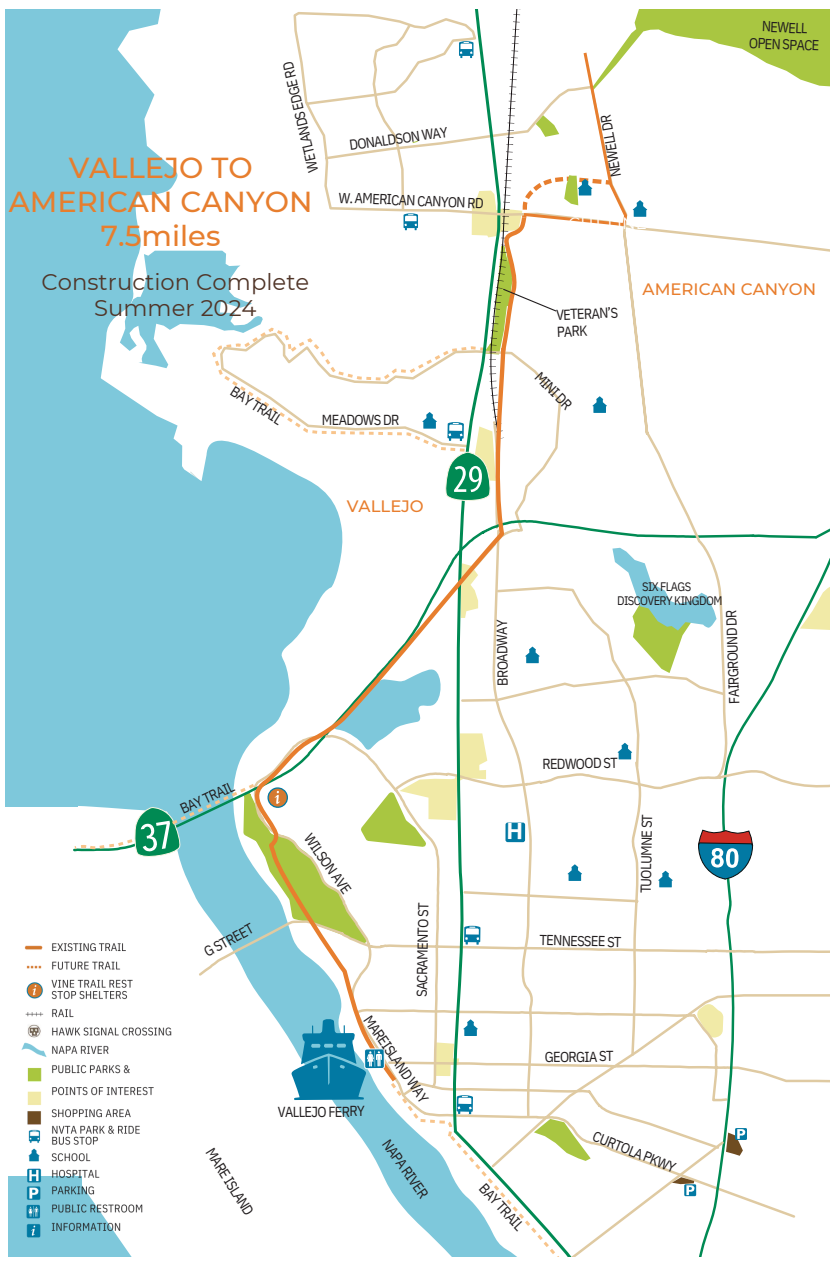 NEWELL
OPEN SPACE
WETLANDS EDGE RD
DONALDSON WAY
NEWELL DR
VALLEJO TO
AMERICAN CANYON
7.5miles
W. AMERICAN CANYON RD
Construction Complete
Summer 2024
AMERICAN CANYON
VETERAN'S
PARK
MINI DR
BAY TRAIL
MEADOWS DR
29
VALLEJO
SIX FLAGS
DISCOVERY KINGDOM
BROADWAY
FAIRGROUND DR
REDWOOD ST
BAY TRAIL
i
37
H
TUOLUMNE ST
80
WILSON AVE
SACRAMENTO ST
G STREET
TENNESSEE ST
MARE ISLAND WAY
GEORGIA ST
VALLEJO FERRY
CURTOLA PKWY
P
P
NAPA RIVER
MARE ISLAND
BAY TRAIL
EXISTING TRAIL
FUTURE TRAIL
i
VINE TRAIL REST
STOP SHELTERS
RAIL
HAWK SIGNAL CROSSING
NAPA RIVER
PUBLIC PARKS &
POINTS OF INTEREST
SHOPPING AREA
NVTA PARK & RIDE
BUS STOP
SCHOOL
H HOSPITAL
P PARKING
PUBLIC RESTROOM
i INFORMATION